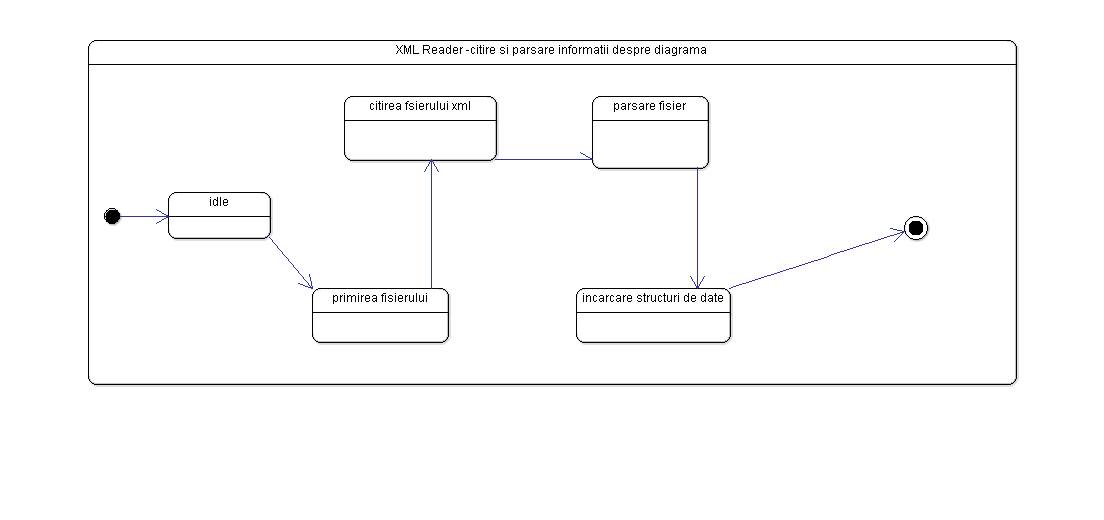 XML Reader -citire si parsare informatii despre diagrama
citirea fsierului xml
parsare fisier
idle
primirea fisierului
incarcare structuri de date